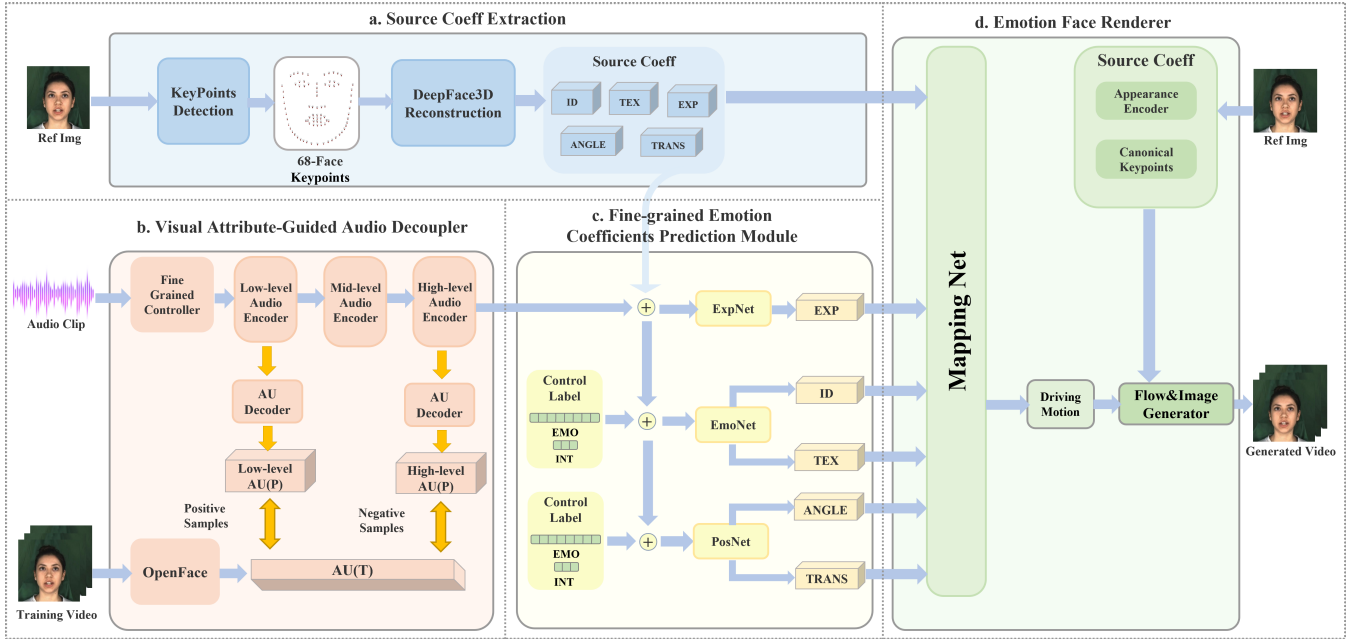 a. Source Coeff Extraction
Ref Img
KeyPoints
Detection
68-Face
Keypoints
DeepFace3D
Reconstruction
Source Coeff
ID
TEX
EXP
ANGLE
TRANS
b. Visual Attribute-Guided Audio Decoupler
Audio Clip
Fine
Grained
Controller
Low-level
Audio
Encoder
Mid-level
Audio
Encoder
High-level
Audio
Encoder
AU
Decoder
AU
Decoder
Low-level
AU(P)
High-level
AU(P)
Positive
Samples
Negative
Samples
Training Video
OpenFace
AU(T)
c. Fine-grained Emotion
Coefficients Prediction Module
+
ExpNet
EXP
Control
Label
EMO
INT
+
EmoNet
ID
TEX
Control
Label
EMO
INT
+
PosNet
ANGLE
TRANS
d. Emotion Face Renderer
Mapping Net
Source Coeff
Appearance
Encoder
Canonical
Keypoints
Ref Img
Driving
Motion
Flow&Image
Generator
Generated Video